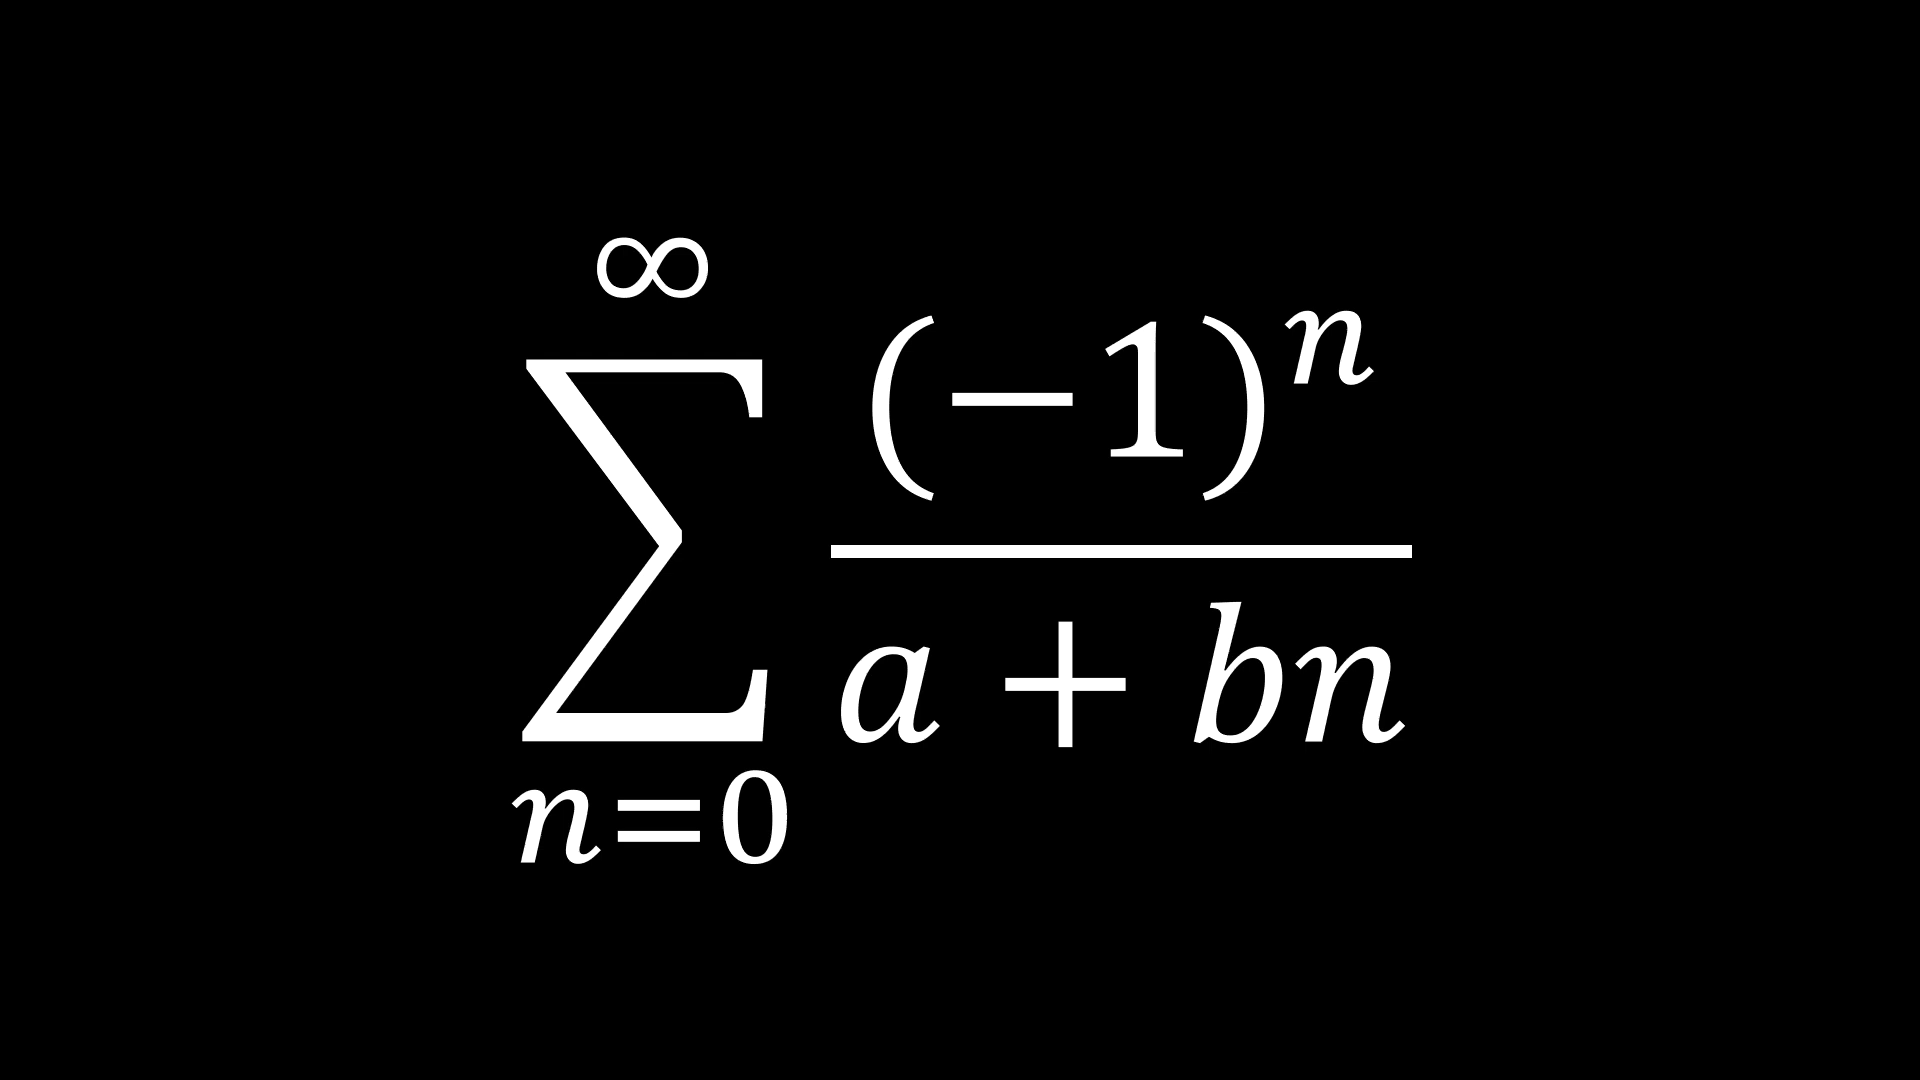 ∞
∑ (−1)ⁿ / (a + bn)
n=0